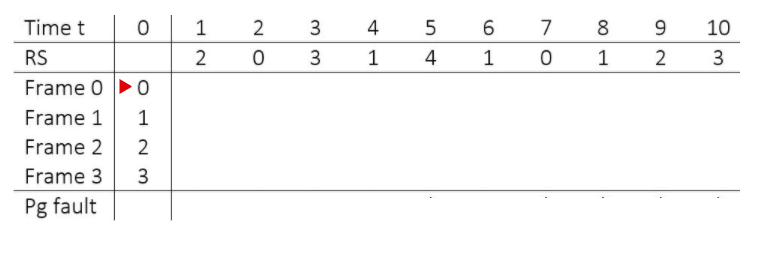 Time t 0 1 2 3 4 5 6 7 8 9 10
RS 2 0 3 1 4 1 0 1 2 3
Frame 0 0
Frame 1 1
Frame 2 2
Frame 3 3
Pg fault